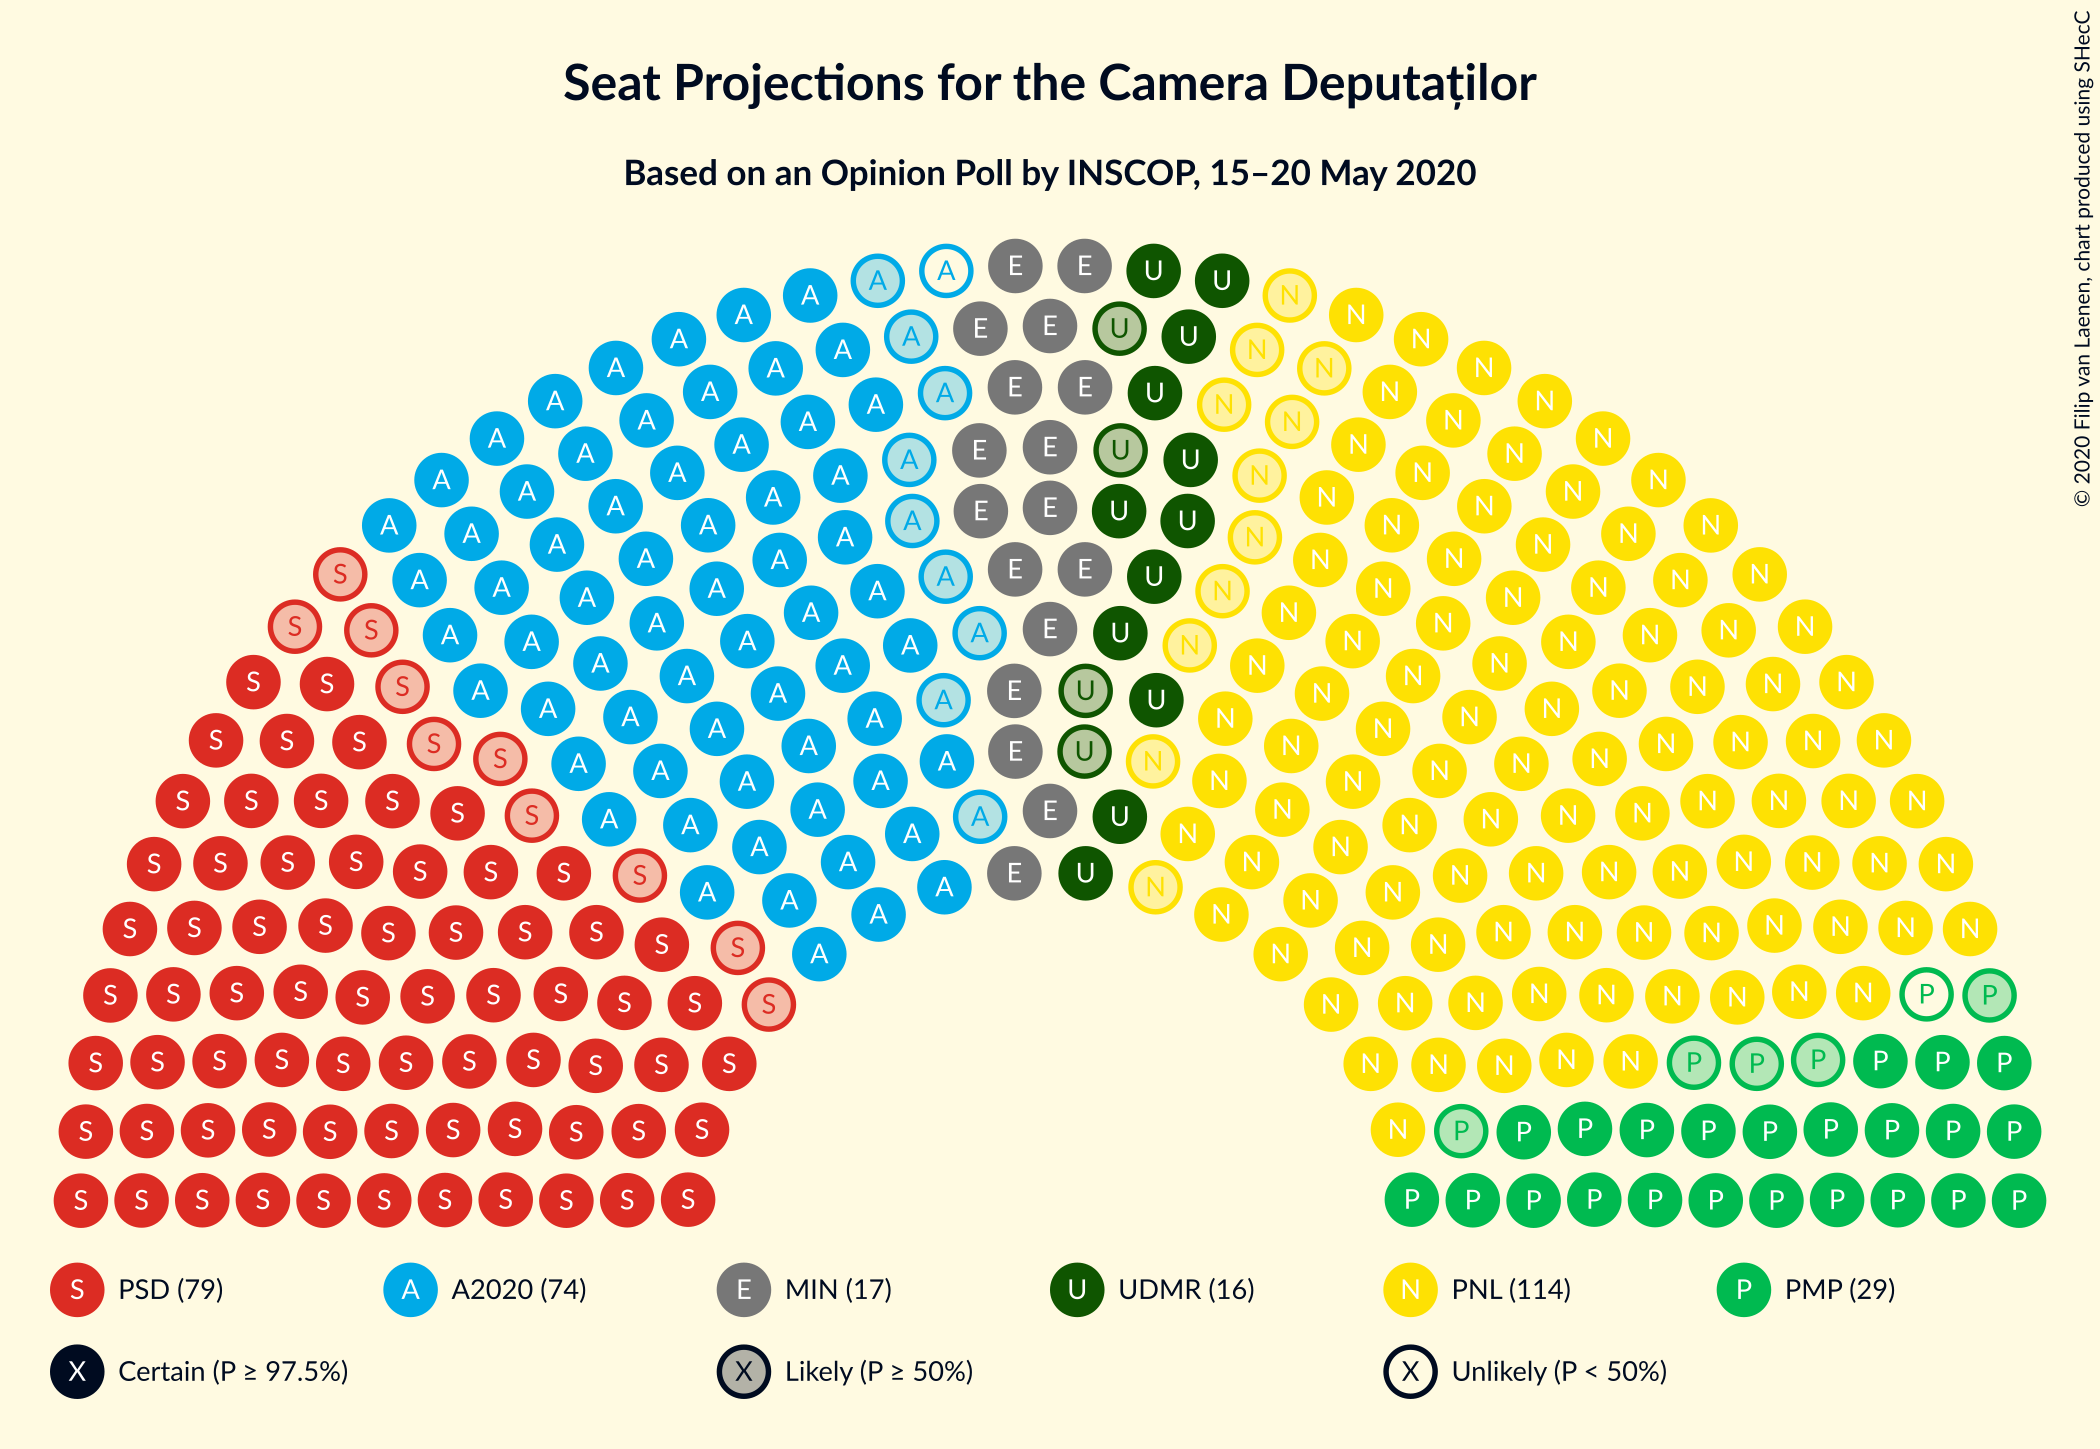 Seat Projections for the Camera Deputaților
Based on an Opinion Poll by INSCOP, 15–20 May 2020
© 2020 Filip van Laenen, chart produced using SHecC
S PSD (79) A A2020 (74) E MIN (17) U UDMR (16) N PNL (114) P PMP (29)
X Certain (P ≥ 97.5%) X Likely (P ≥ 50%) X Unlikely (P < 50%)